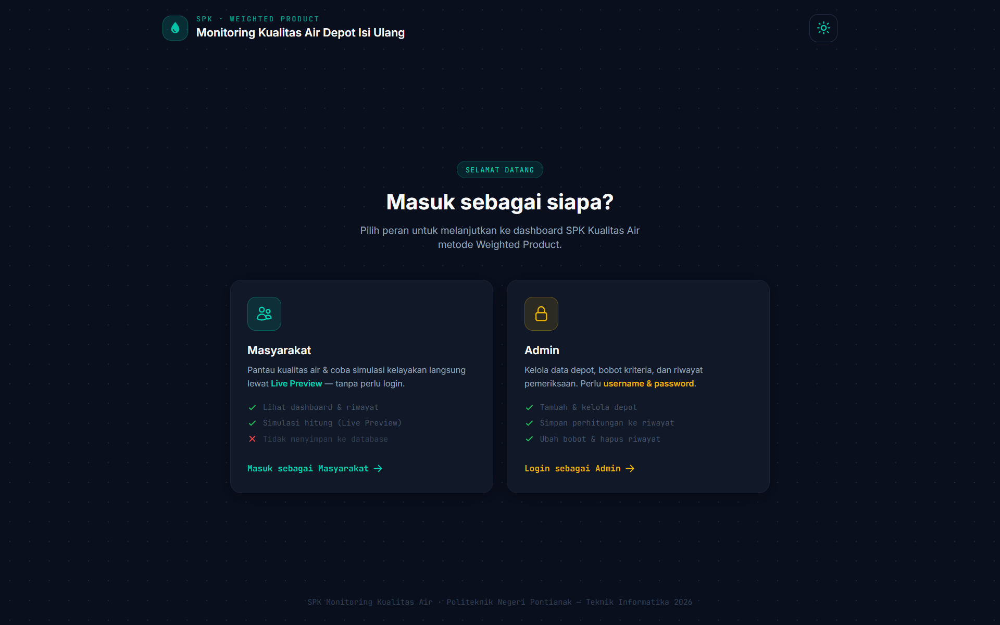 SPK · WEIGHTED PRODUCT
Monitoring Kualitas Air Depot Isi Ulang
SELAMAT DATANG
Masuk sebagai siapa?
Pilih peran untuk melanjutkan ke dashboard SPK Kualitas Air
metode Weighted Product.
Masyarakat
Pantau kualitas air & coba simulasi kelayakan langsung
lewat Live Preview — tanpa perlu login.
Lihat dashboard & riwayat
Simulasi hitung (Live Preview)
Tidak menyimpan ke database
Masuk sebagai Masyarakat →
Admin
Kelola data depot, bobot kriteria, dan riwayat
pemeriksaan. Perlu username & password.
Tambah & kelola depot
Simpan perhitungan ke riwayat
Ubah bobot & hapus riwayat
Login sebagai Admin →
SPK Monitoring Kualitas Air · Politeknik Negeri Pontianak — Teknik Informatika 2026